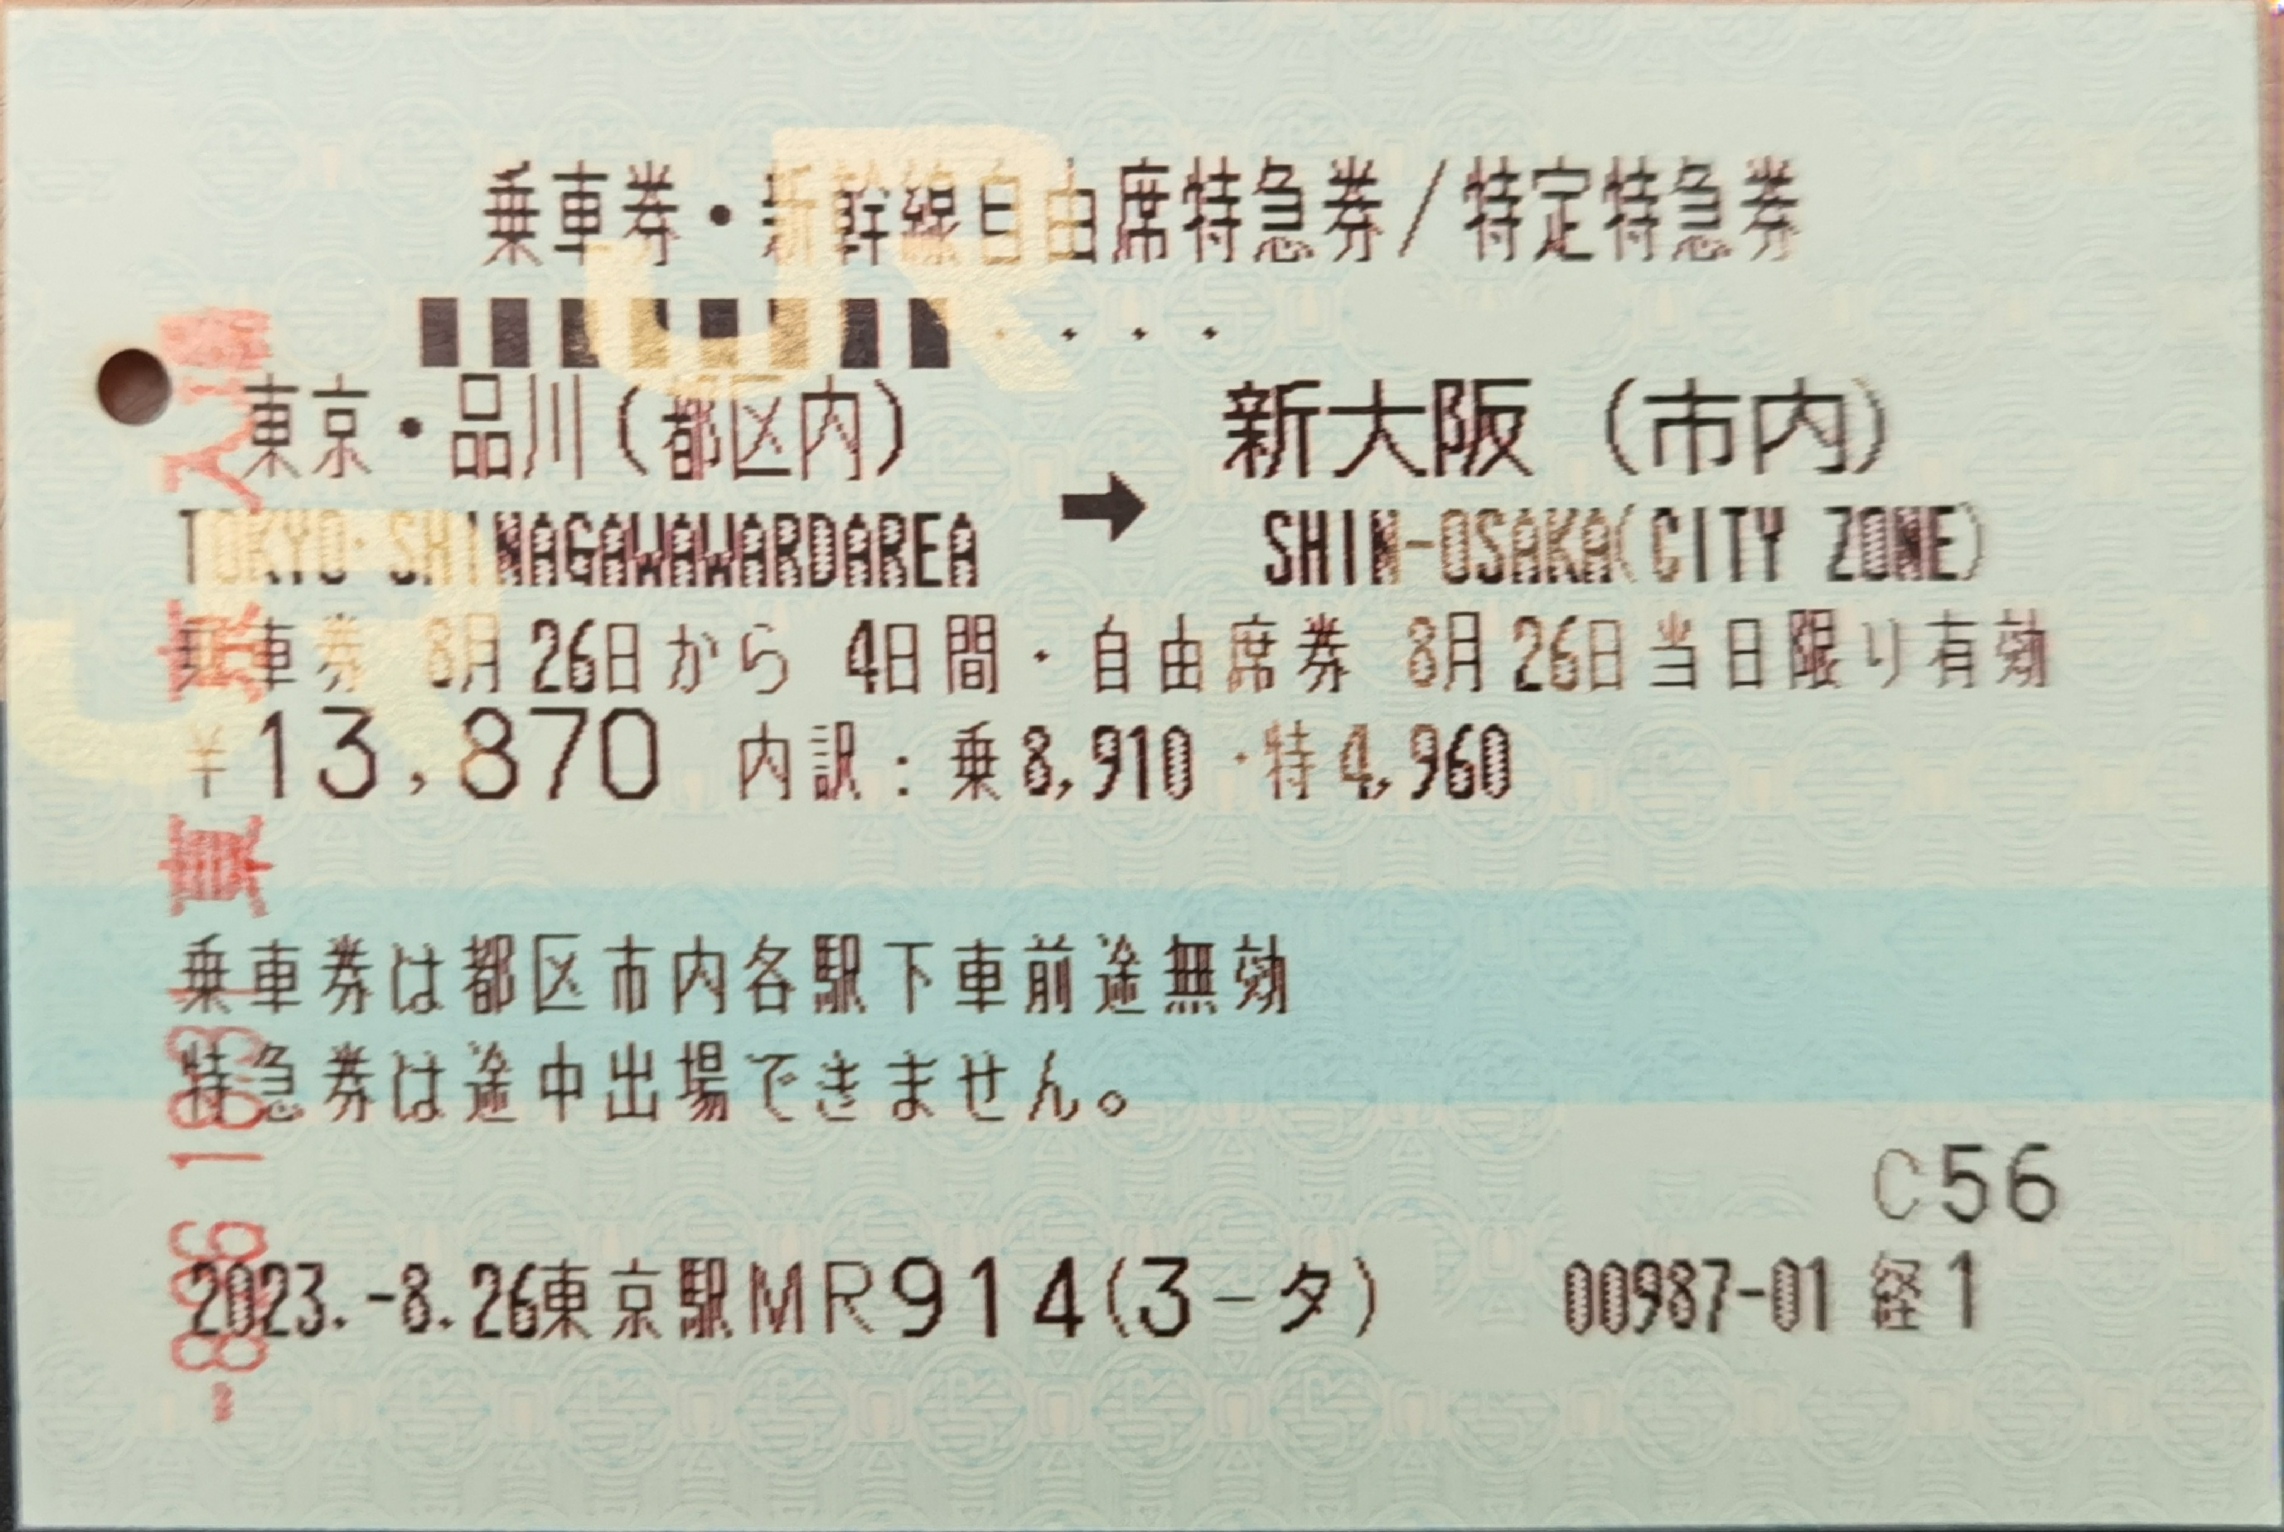 乗車券・新幹線自由席特急券/特定特急券
東京・品川(都区内) ➡ 新大阪(市内)
TOKYO・SHINAGAWAWARDAREA SHIN-OSAKA(CITY ZONE)
乗車券 8月26日から 4日間・自由席券 8月26日当日限り有効
¥13,870 内訳:乗8,910・特4,960
乗車券は都区市内各駅下車前途無効
特急券は途中出場できません。
C56
2023.-8.26東京駅MR914(3-タ) 00987-01 経1
東京入場
JR
JR